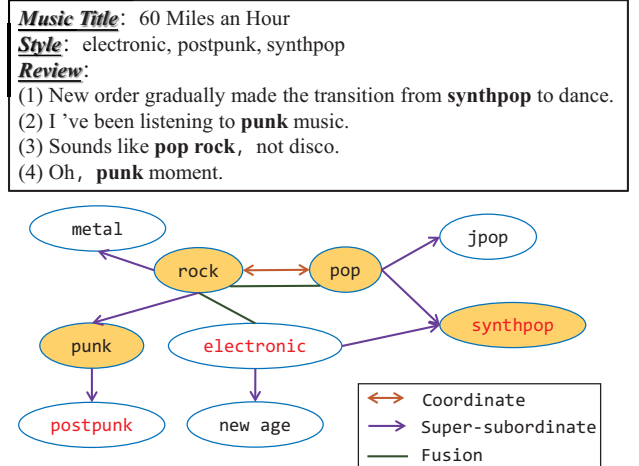 Music Title: 60 Miles an Hour
Style: electronic, postpunk, synthpop
Review:
(1) New order gradually made the transition from synthpop to dance.
(2) I 've been listening to punk music.
(3) Sounds like pop rock, not disco.
(4) Oh, punk moment.
metal
jpop
rock
pop
synthpop
punk
electronic
postpunk
new age
Coordinate
Super-subordinate
Fusion